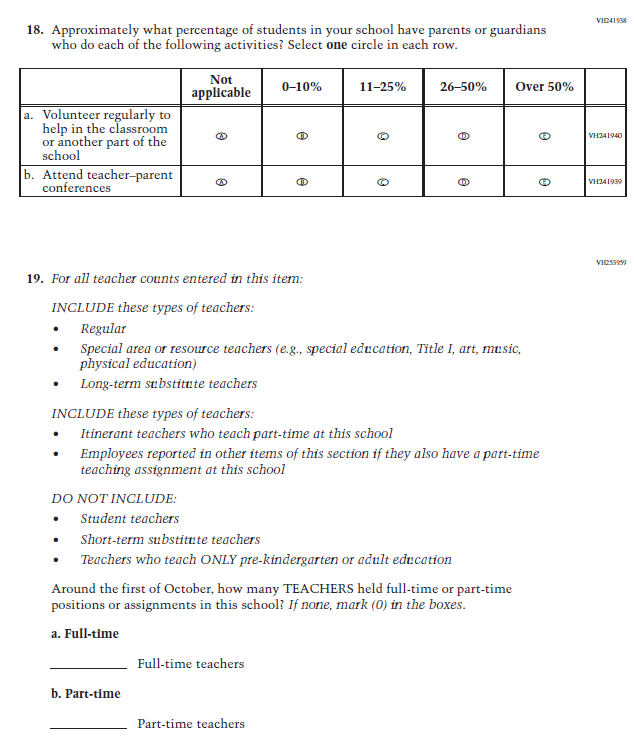 VH241938
18. Approximately what percentage of students in your school have parents or guardians
who do each of the following activities? Select one circle in each row.
Not applicable 0–10% 11–25% 26–50% Over 50%
a. Volunteer regularly to
help in the classroom
or another part of the
school
A B C D E VH241940
b. Attend teacher–parent
conferences
A B C D E VH241939
VH253959
19. For all teacher counts entered in this item:
INCLUDE these types of teachers:
• Regular
• Special area or resource teachers (e.g., special education, Title I, art, music,
physical education)
• Long-term substitute teachers
INCLUDE these types of teachers:
• Itinerant teachers who teach part-time at this school
• Employees reported in other items of this section if they also have a part-time
teaching assignment at this school
DO NOT INCLUDE:
• Student teachers
• Short-term substitute teachers
• Teachers who teach ONLY pre-kindergarten or adult education
Around the first of October, how many TEACHERS held full-time or part-time
positions or assignments in this school? If none, mark (0) in the boxes.
a. Full-time
Full-time teachers
b. Part-time
Part-time teachers